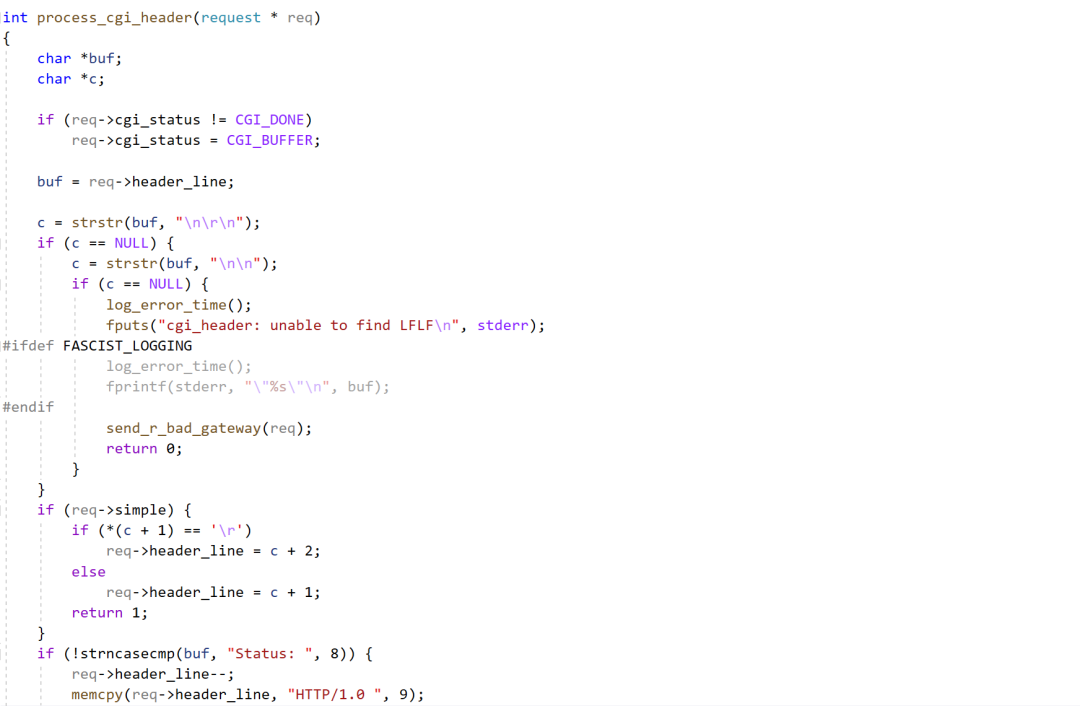 int process_cgi_header(request * req)
{
    char *buf;
    char *c;

    if (req->cgi_status != CGI_DONE)
        req->cgi_status = CGI_BUFFER;

    buf = req->header_line;

    c = strstr(buf, "\n\r\n");
    if (c == NULL) {
        c = strstr(buf, "\n\n");
        if (c == NULL) {
            log_error_time();
            fputs("cgi_header: unable to find LFLF\n", stderr);
#ifdef FASCIST_LOGGING
            log_error_time();
            fprintf(stderr, "\"%s\"\n", buf);
#endif
            send_r_bad_gateway(req);
            return 0;
        }
    }
    if (req->simple) {
        if (*(c + 1) == '\r')
            req->header_line = c + 2;
        else
            req->header_line = c + 1;
        return 1;
    }
    if (!strncasecmp(buf, "Status: ", 8)) {
        req->header_line--;
        memcpy(req->header_line, "HTTP/1.0 ", 9);